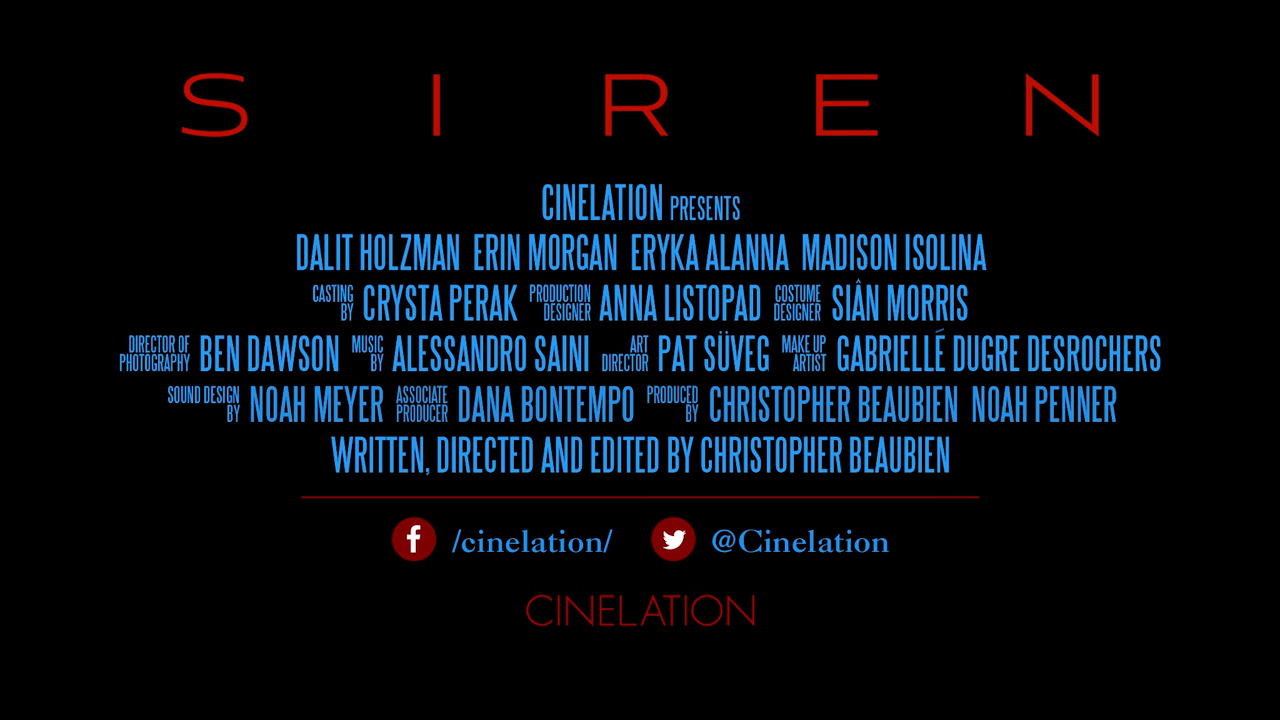 SIREN
CINELATION PRESENTS
DALIT HOLZMAN ERIN MORGAN ERYKA ALANNA MADISON ISOLINA
CASTING BY CRYSTA PERAK PRODUCTION DESIGNER ANNA LISTOPAD COSTUME DESIGNER SIÂN MORRIS
DIRECTOR OF PHOTOGRAPHY BEN DAWSON MUSIC BY ALESSANDRO SAINI ART DIRECTOR PAT SÜVEG MAKE UP ARTIST GABRIELLÉ DUGRE DESROCHERS
SOUND DESIGN BY NOAH MEYER ASSOCIATE PRODUCER DANA BONTEMPO PRODUCED BY CHRISTOPHER BEAUBIEN NOAH PENNER
WRITTEN, DIRECTED AND EDITED BY CHRISTOPHER BEAUBIEN
/cinelation/ @Cinelation
CINELATION